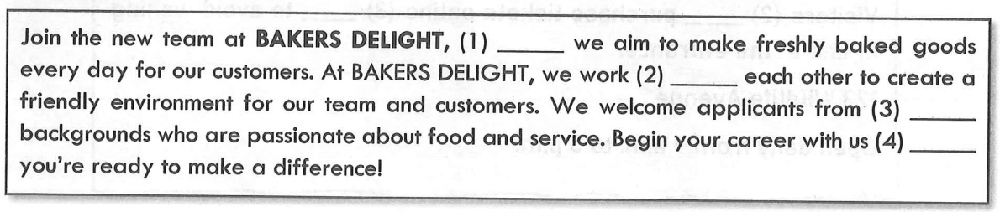 Join the new team at BAKERS DELIGHT, (1) ______ we aim to make freshly baked goods
every day for our customers. At BAKERS DELIGHT, we work (2) ______ each other to create a
friendly environment for our team and customers. We welcome applicants from (3) ______
backgrounds who are passionate about food and service. Begin your career with us (4) ______
you're ready to make a difference!